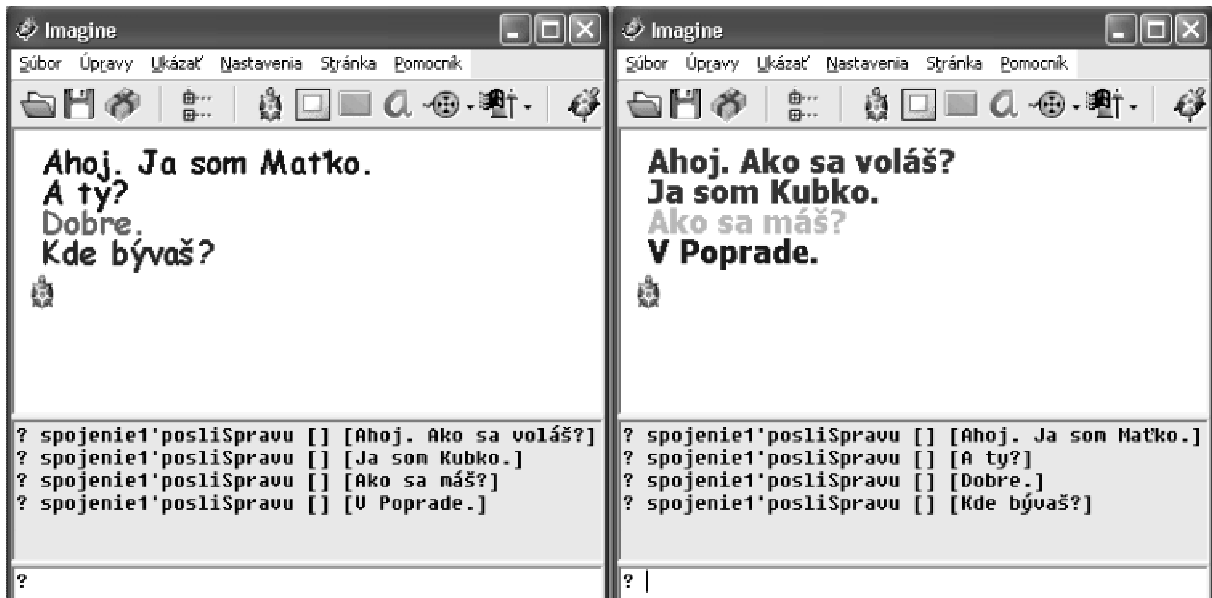 Imagine
Súbor Úpravy Ukázať Nastavenia Stránka Pomocník
Ahoj. Ja som Maťko.
A ty?
Dobre.
Kde bývaš?
? spojenie1'posliSpravu [] [Ahoj. Ako sa voláš?]
? spojenie1'posliSpravu [] [Ja som Kubko.]
? spojenie1'posliSpravu [] [Ako sa máš?]
? spojenie1'posliSpravu [] [V Poprade.]
?
Imagine
Súbor Úpravy Ukázať Nastavenia Stránka Pomocník
Ahoj. Ako sa voláš?
Ja som Kubko.
Ako sa máš?
V Poprade.
? spojenie1'posliSpravu [] [Ahoj. Ja som Maťko.]
? spojenie1'posliSpravu [] [A ty?]
? spojenie1'posliSpravu [] [Dobre.]
? spojenie1'posliSpravu [] [Kde bývaš?]
?